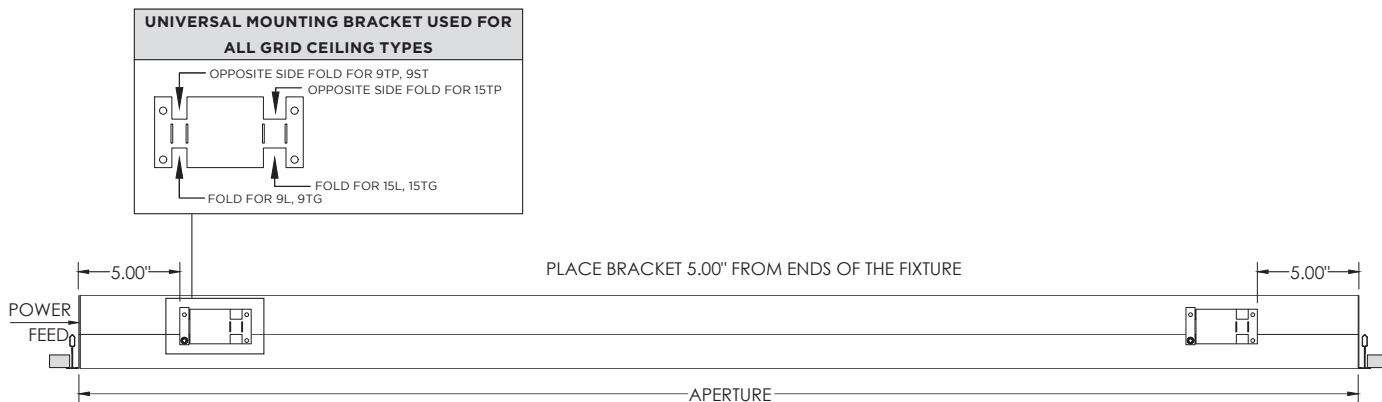 UNIVERSAL MOUNTING BRACKET USED FOR
ALL GRID CEILING TYPES
OPPOSITE SIDE FOLD FOR 9TP, 9ST
OPPOSITE SIDE FOLD FOR 15TP
FOLD FOR 15L, 15TG
FOLD FOR 9L, 9TG
5.00"
PLACE BRACKET 5.00" FROM ENDS OF THE FIXTURE
5.00"
POWER
FEED
APERTURE